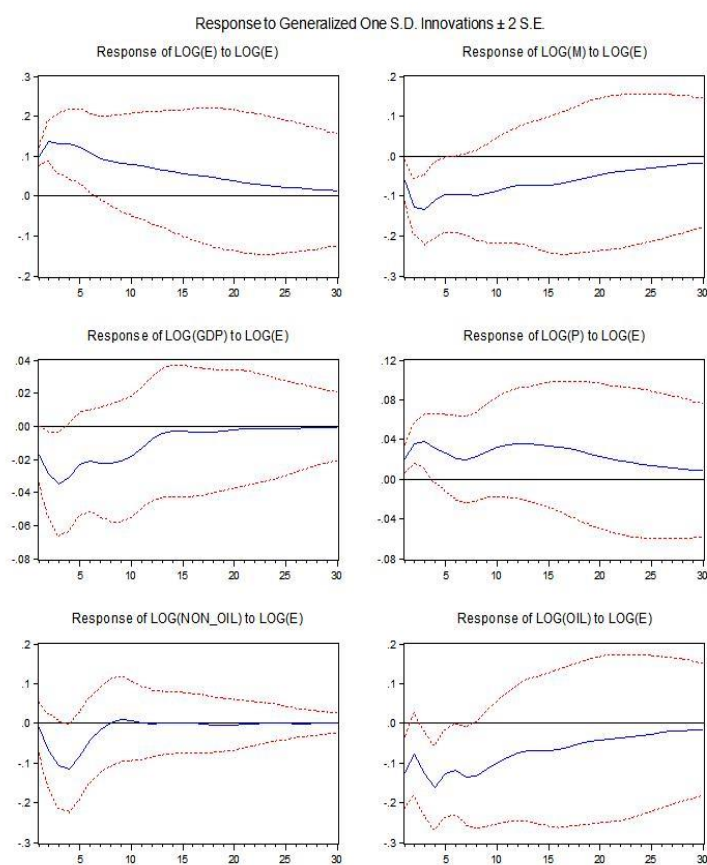 Response to Generalized One S.D. Innovations ± 2 S.E.
Response of LOG(E) to LOG(E)
.3
.2
.1
.0
-.1
-.2
5 10 15 20 25 30
Response of LOG(M) to LOG(E)
.2
.1
.0
-.1
-.2
-.3
5 10 15 20 25 30
Response of LOG(GDP) to LOG(E)
.04
.02
.00
-.02
-.04
-.06
-.08
5 10 15 20 25 30
Response of LOG(P) to LOG(E)
.12
.08
.04
.00
-.04
-.08
5 10 15 20 25 30
Response of LOG(NON_OIL) to LOG(E)
.2
.1
.0
-.1
-.2
-.3
5 10 15 20 25 30
Response of LOG(OIL) to LOG(E)
.2
.1
.0
-.1
-.2
-.3
5 10 15 20 25 30